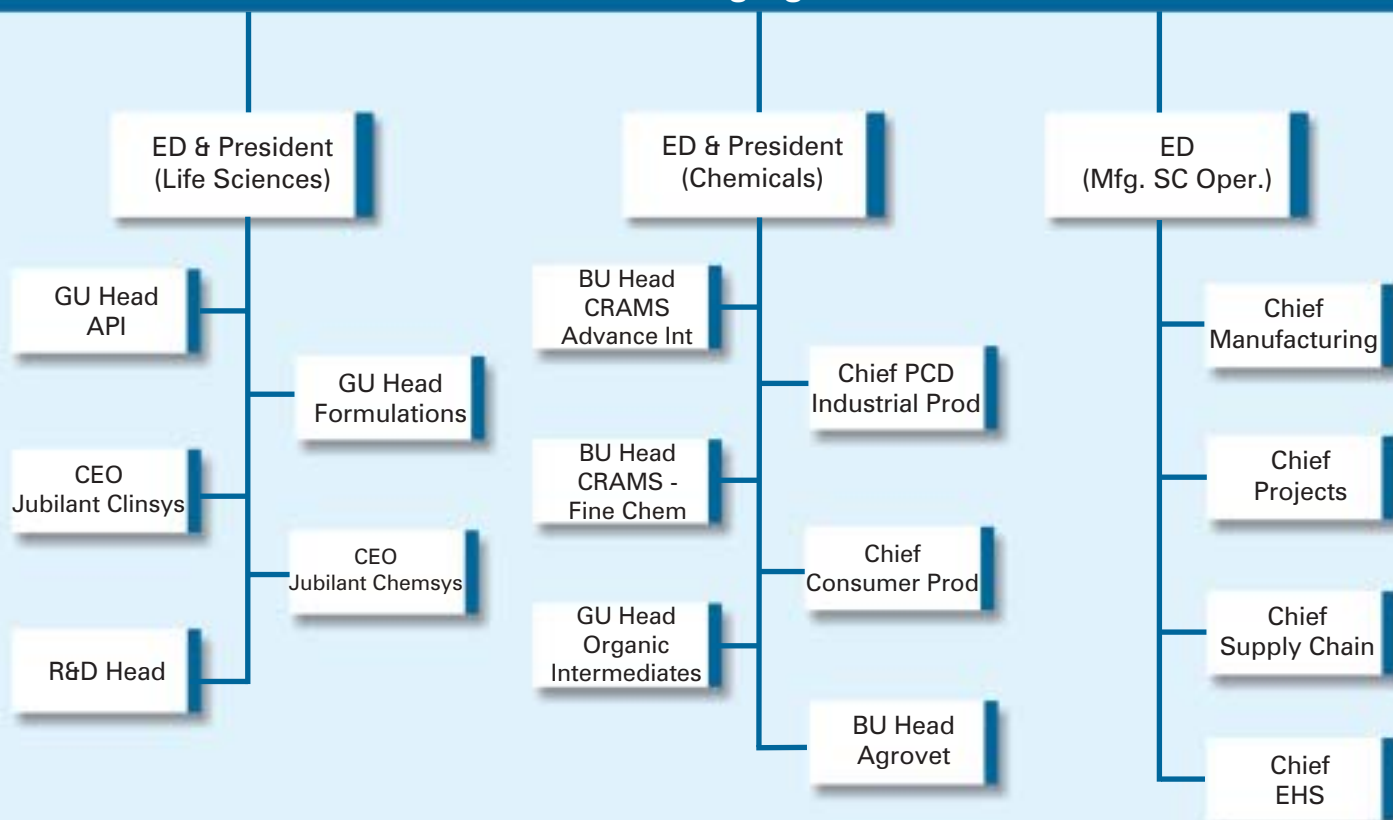 ED & President
(Life Sciences)
GU Head
API
GU Head
Formulations
CEO
Jubilant Clinsys
CEO
Jubilant Chemsys
R&D Head
ED & President
(Chemicals)
BU Head
CRAMS
Advance Int
Chief PCD
Industrial Prod
BU Head
CRAMS -
Fine Chem
Chief
Consumer Prod
GU Head
Organic
Intermediates
BU Head
Agrovet
ED
(Mfg. SC Oper.)
Chief
Manufacturing
Chief
Projects
Chief
Supply Chain
Chief
EHS